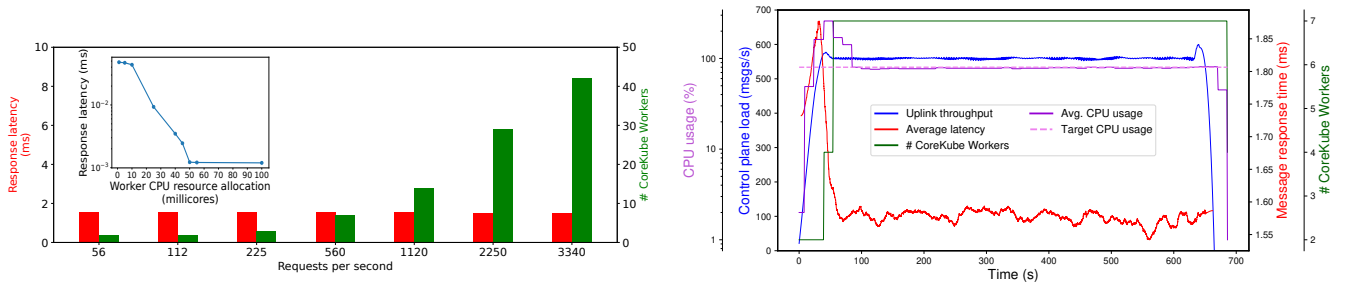 10
8
6
4
2
0
Response latency
(ms)
50
40
30
20
10
0
# CoreKube Workers
56
112
225
560
1120
2250
3340
Requests per second
Response latency (ms)
10⁻²
10⁻³
0 10 20 30 40 50 60 70 80 90 100
Worker CPU resource allocation
(millicores)
CPU usage (%)
100
10
1
Control plane load (msgs/s)
700
600
500
400
300
200
100
0
Uplink throughput
Average latency
# CoreKube Workers
Avg. CPU usage
Target CPU usage
0
100
200
300
400
500
600
700
Time (s)
1.85
1.80
1.75
1.70
1.65
1.60
1.55
Message response time (ms)
7
6
5
4
3
2
# CoreKube Workers